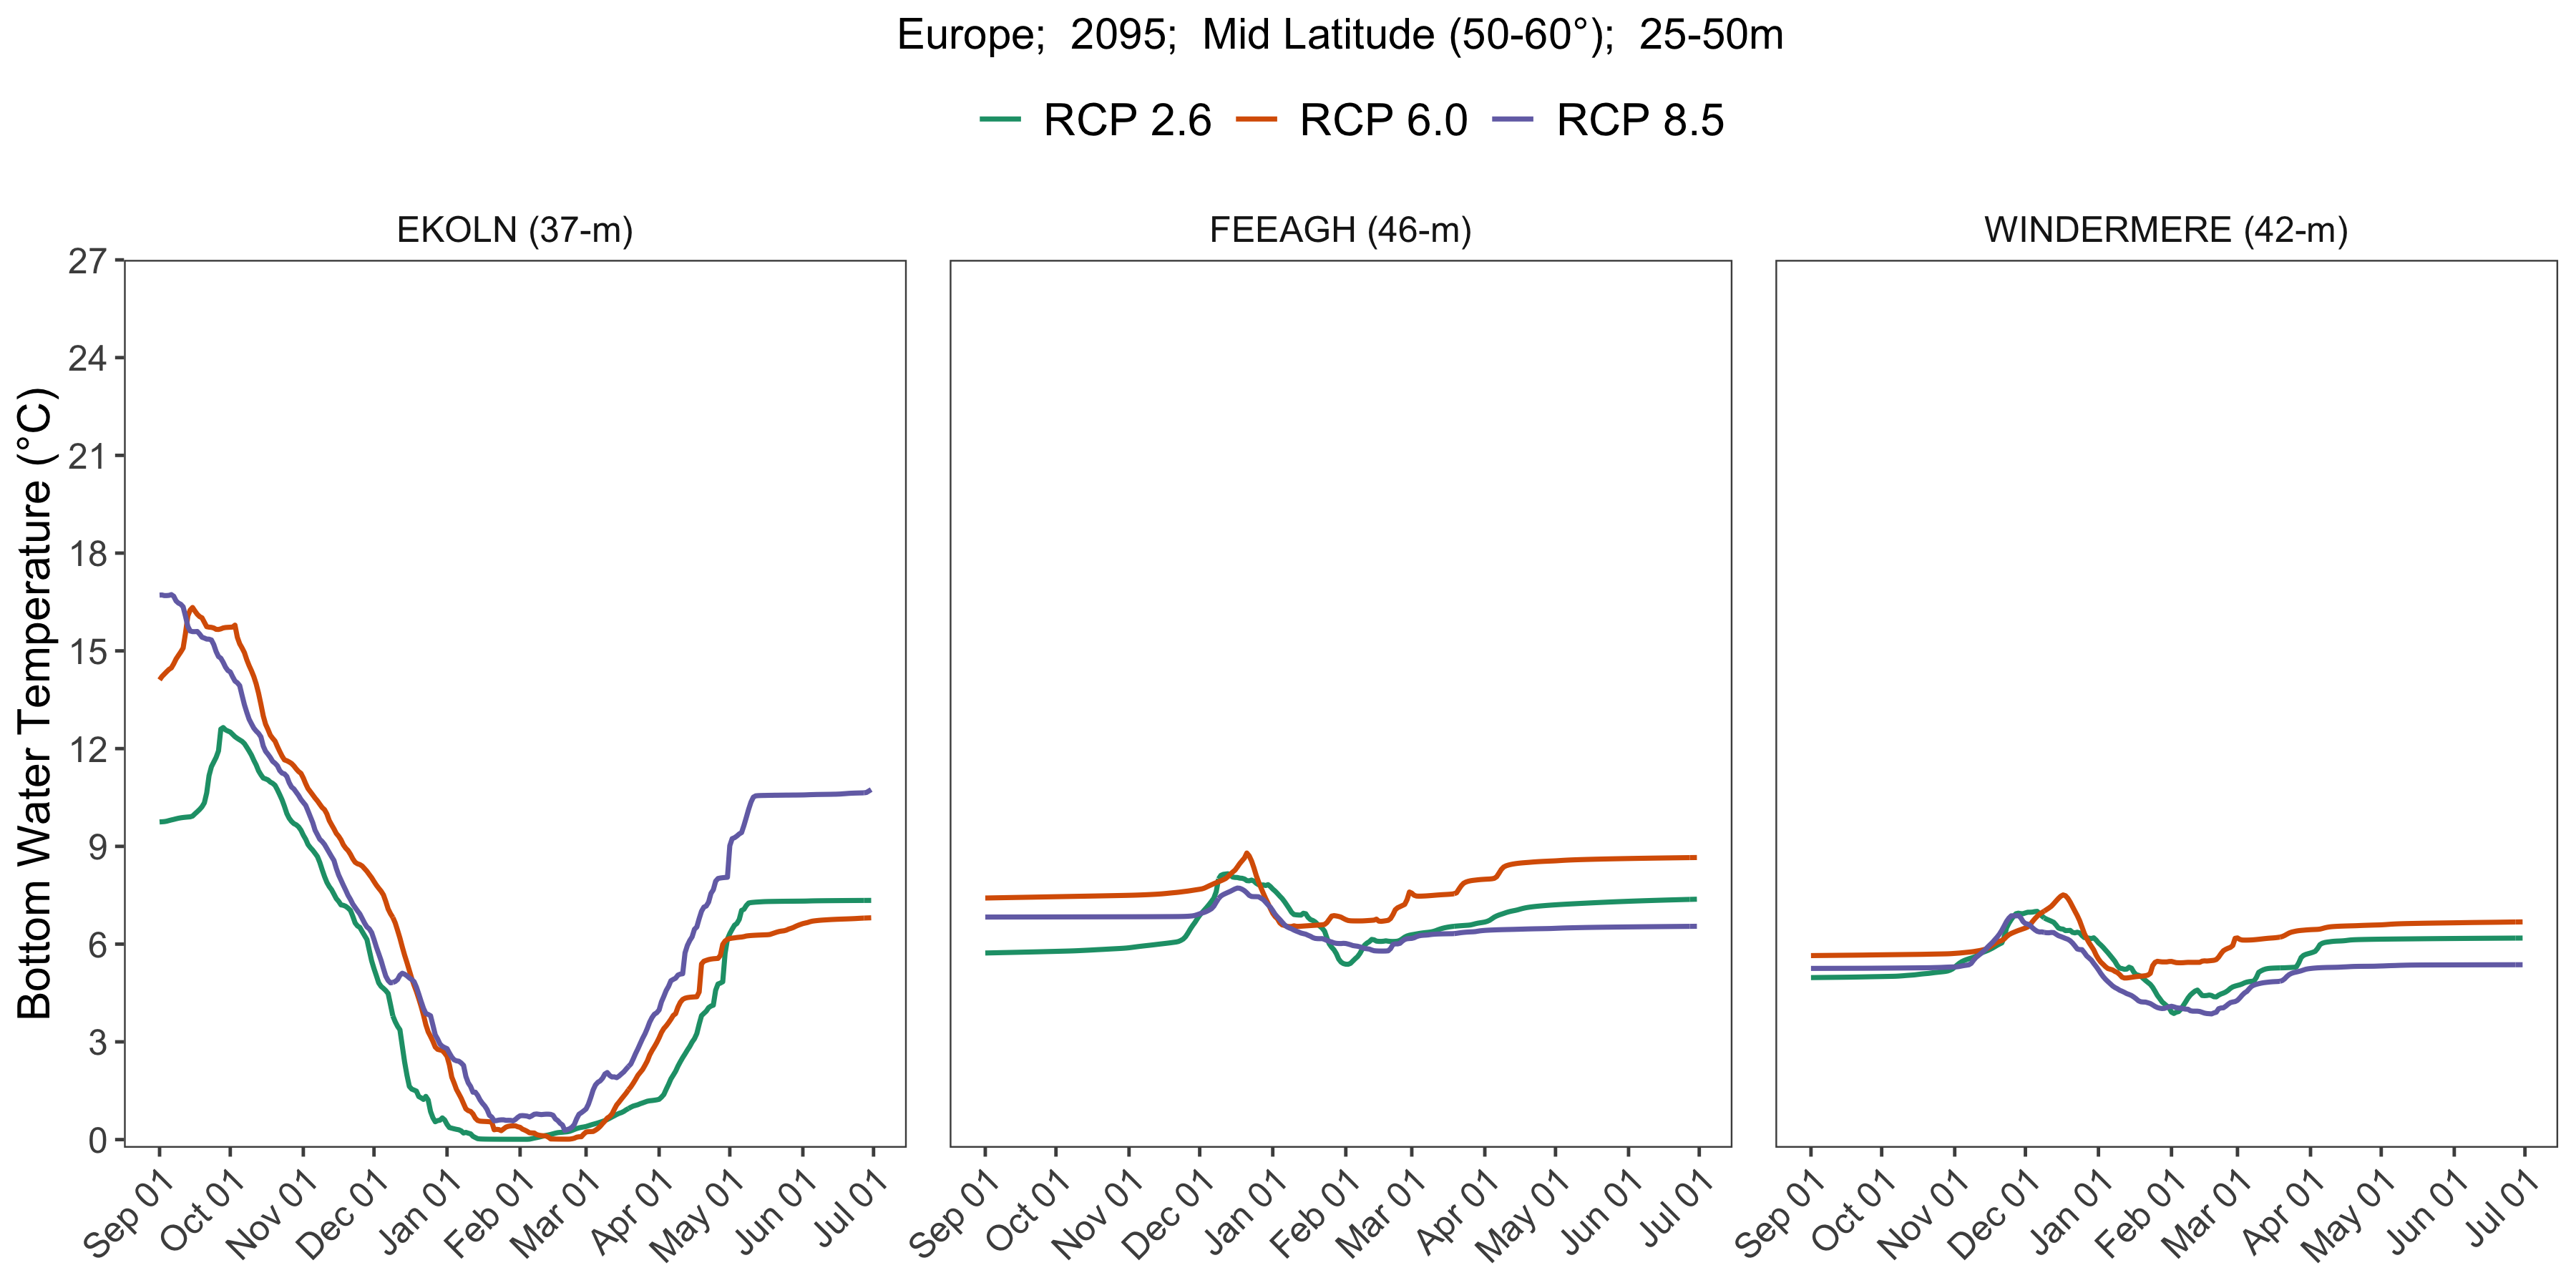 Europe;  2095;  Mid Latitude (50-60°);  25-50m
RCP 2.6 RCP 6.0 RCP 8.5
EKOLN (37-m) FEEAGH (46-m) WINDERMERE (42-m)
Bottom Water Temperature (°C)
27
24
21
18
15
12
9
6
3
0
Sep 01 Oct 01 Nov 01 Dec 01 Jan 01 Feb 01 Mar 01 Apr 01 May 01 Jun 01 Jul 01
Sep 01 Oct 01 Nov 01 Dec 01 Jan 01 Feb 01 Mar 01 Apr 01 May 01 Jun 01 Jul 01
Sep 01 Oct 01 Nov 01 Dec 01 Jan 01 Feb 01 Mar 01 Apr 01 May 01 Jun 01 Jul 01